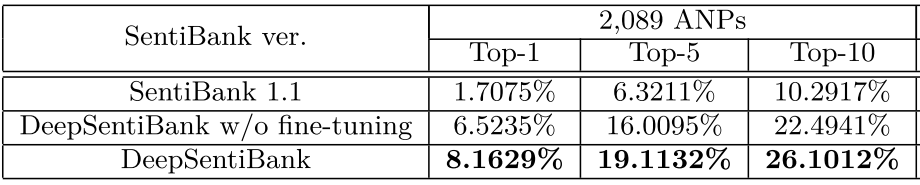 SentiBank ver. 2,089 ANPs
Top-1 Top-5 Top-10
SentiBank 1.1 1.7075% 6.3211% 10.2917%
DeepSentiBank w/o fine-tuning 6.5235% 16.0095% 22.4941%
DeepSentiBank 8.1629% 19.1132% 26.1012%